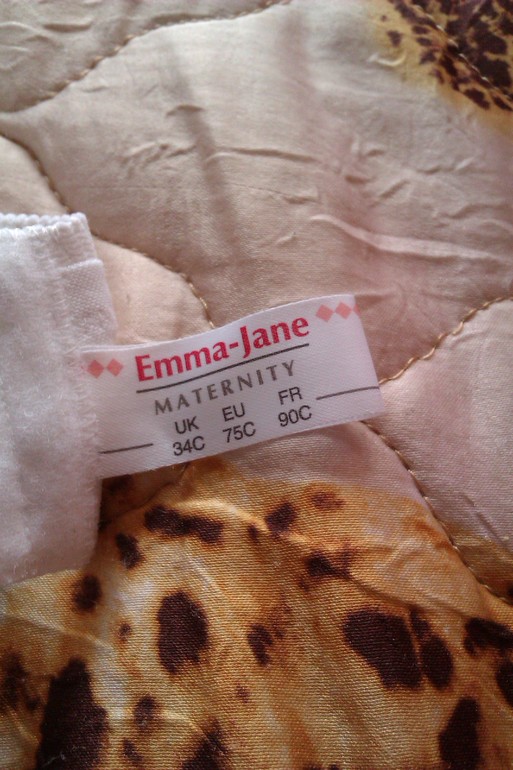 Emma-Jane
MATERNITY
UK EU FR
34C 75C 90C